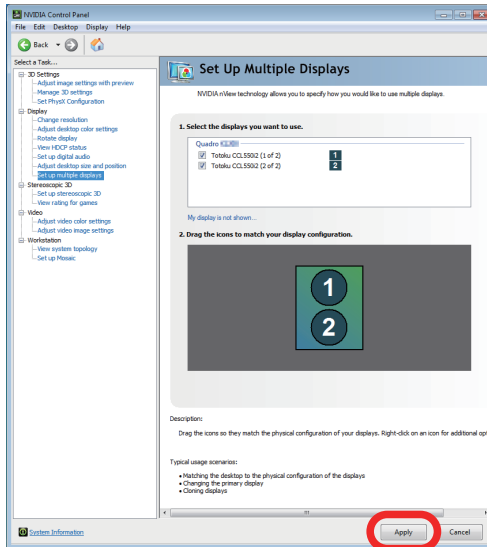 NVIDIA Control Panel
File Edit Desktop Display Help
Back
Select a Task...
3D Settings
Adjust image settings with preview
Manage 3D settings
Set PhysX Configuration
Display
Change resolution
Adjust desktop color settings
Rotate display
View HDCP status
Set up digital audio
Adjust desktop size and position
Set up multiple displays
Stereoscopic 3D
Set up stereoscopic 3D
View rating for games
Video
Adjust video color settings
Adjust video image settings
Workstation
View system topology
Set up Mosaic
System Information
Set Up Multiple Displays
NVIDIA nView technology allows you to specify how you would like to use multiple displays.
1. Select the displays you want to use.
Quadro
Totoku CCL550i2 (1 of 2) 1
Totoku CCL550i2 (2 of 2) 2
My display is not shown...
2. Drag the icons to match your display configuration.
1
2
Description:
Drag the icons so they match the physical configuration of your displays. Right-click on an icon for additional
Typical usage scenarios:
• Matching the desktop to the physical configuration of the displays
• Changing the primary display
• Cloning displays
Apply Cancel